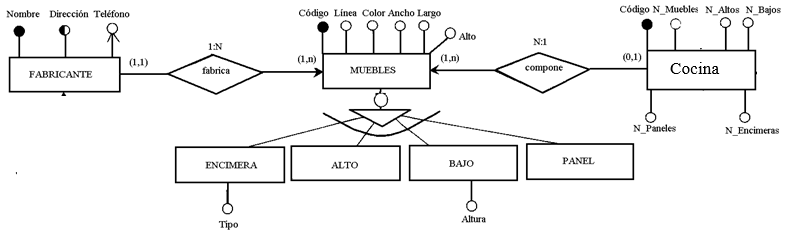 Nombre Dirección Teléfono
Código Línea Color Ancho Largo
Alto
Código N_Muebles N_Altos N_Bajos
FABRICANTE (1,1) 1:N fabrica (1,n) MUEBLES (1,n) N:1 compone (0,1) Cocina
N_Paneles N_Encimeras
ENCIMERA ALTO BAJO PANEL
Tipo Altura